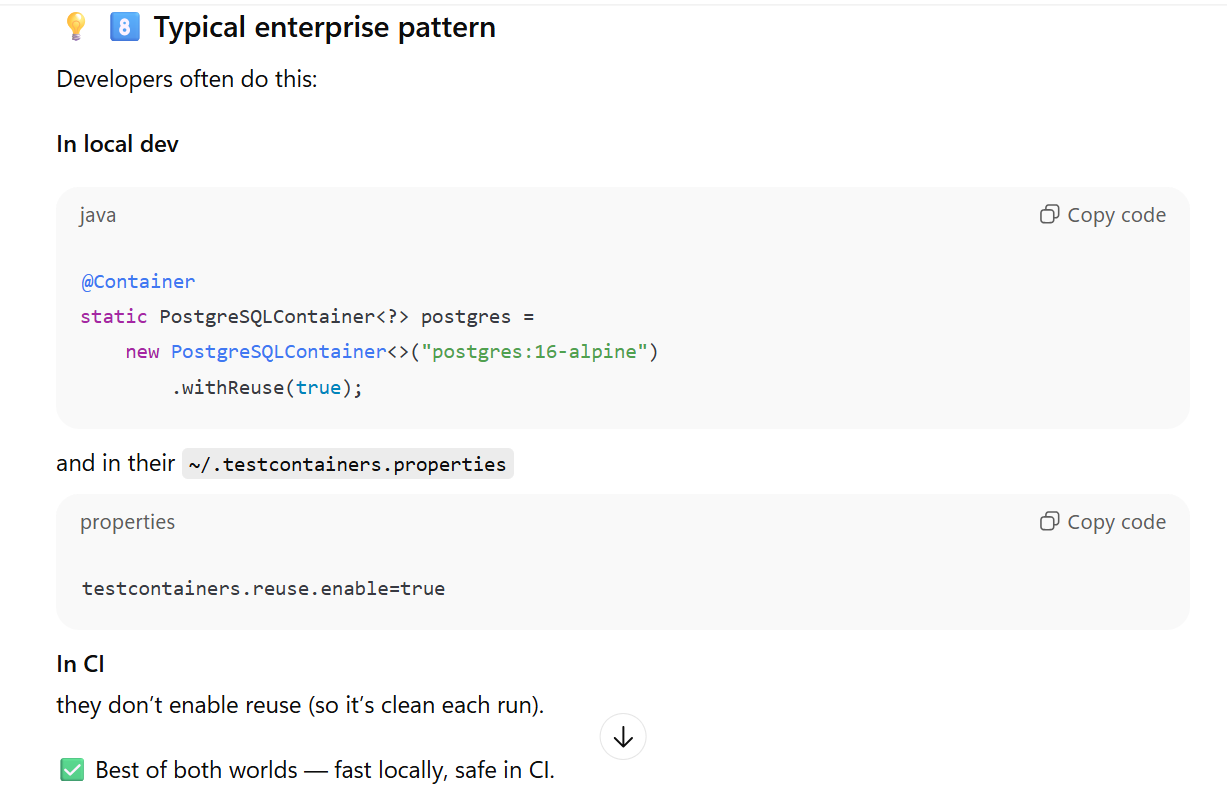 💡 8️⃣ Typical enterprise pattern
Developers often do this:
In local dev
java
Copy code
@Container
static PostgreSQLContainer<?> postgres =
    new PostgreSQLContainer<>("postgres:16-alpine")
        .withReuse(true);
and in their ~/.testcontainers.properties
properties
Copy code
testcontainers.reuse.enable=true
In CI
they don’t enable reuse (so it’s clean each run).
✅ Best of both worlds — fast locally, safe in CI.